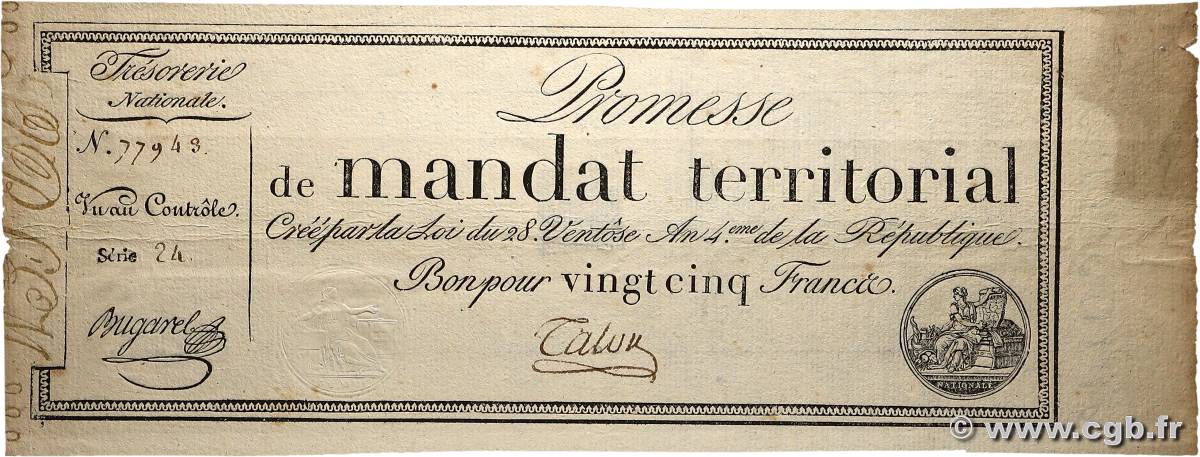 Trésorerie
Nationale.
N. 77943.
Vu au Contrôle.
Série 24.
Bugarel
Promesse
de mandat territorial
Créé par la Loi du 28. Ventôse An 4.eme de la République.
Bon pour vingt cinq Francs.
Talon
NATIONALE
© www.cgb.fr